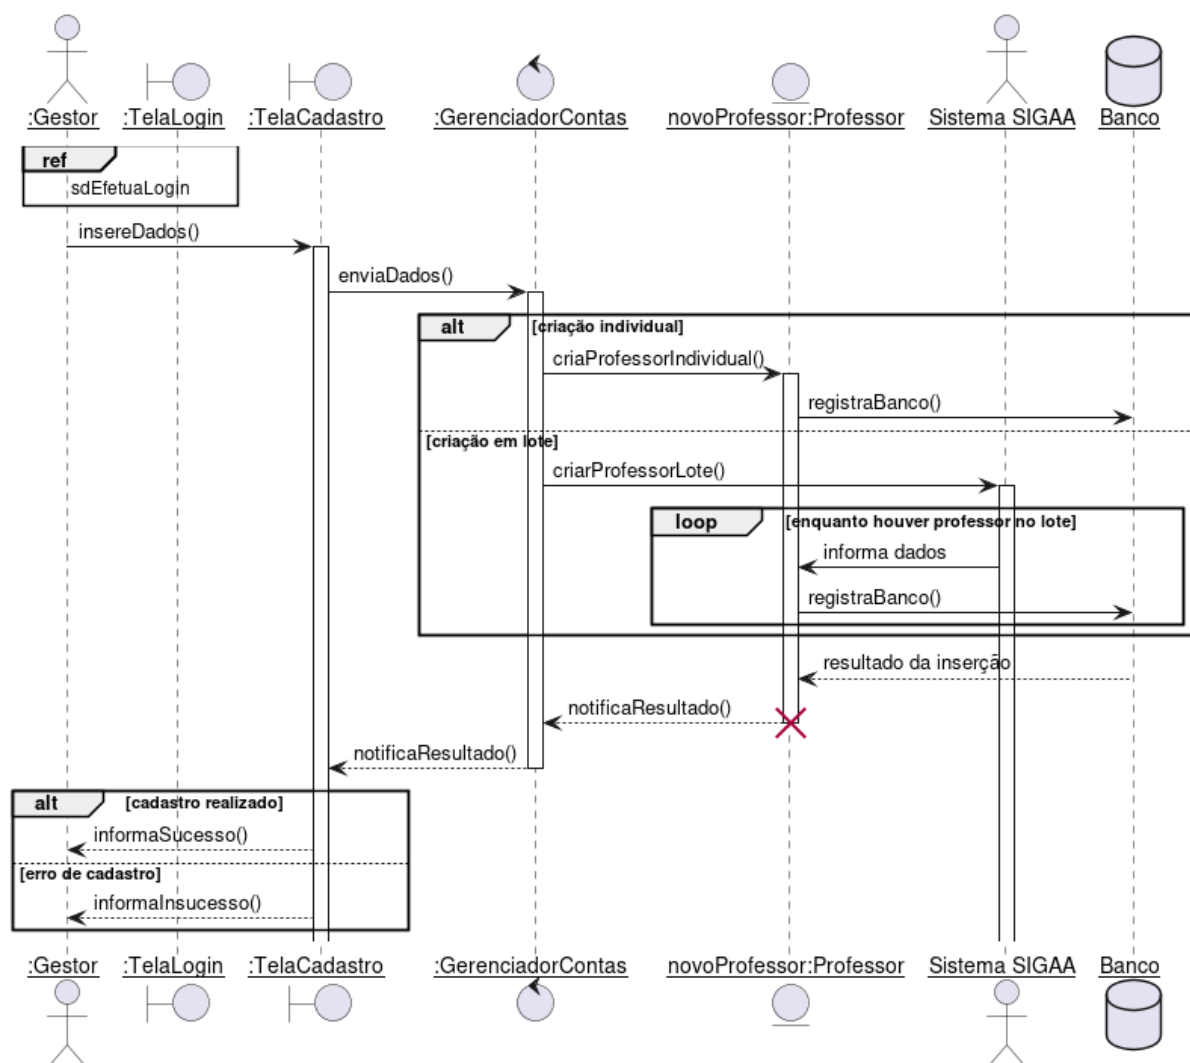 :Gestor :TelaLogin :TelaCadastro :GerenciadorContas novoProfessor:Professor Sistema SIGAA Banco
ref
sdEfetuaLogin
insereDados()
enviaDados()
alt [criação individual]
criaProfessorIndividual()
registraBanco()
[criação em lote]
criarProfessorLote()
loop [enquanto houver professor no lote]
informa dados
registraBanco()
resultado da inserção
notificaResultado()
notificaResultado()
alt [cadastro realizado]
informaSucesso()
[erro de cadastro]
informaInsucesso()
:Gestor :TelaLogin :TelaCadastro :GerenciadorContas novoProfessor:Professor Sistema SIGAA Banco